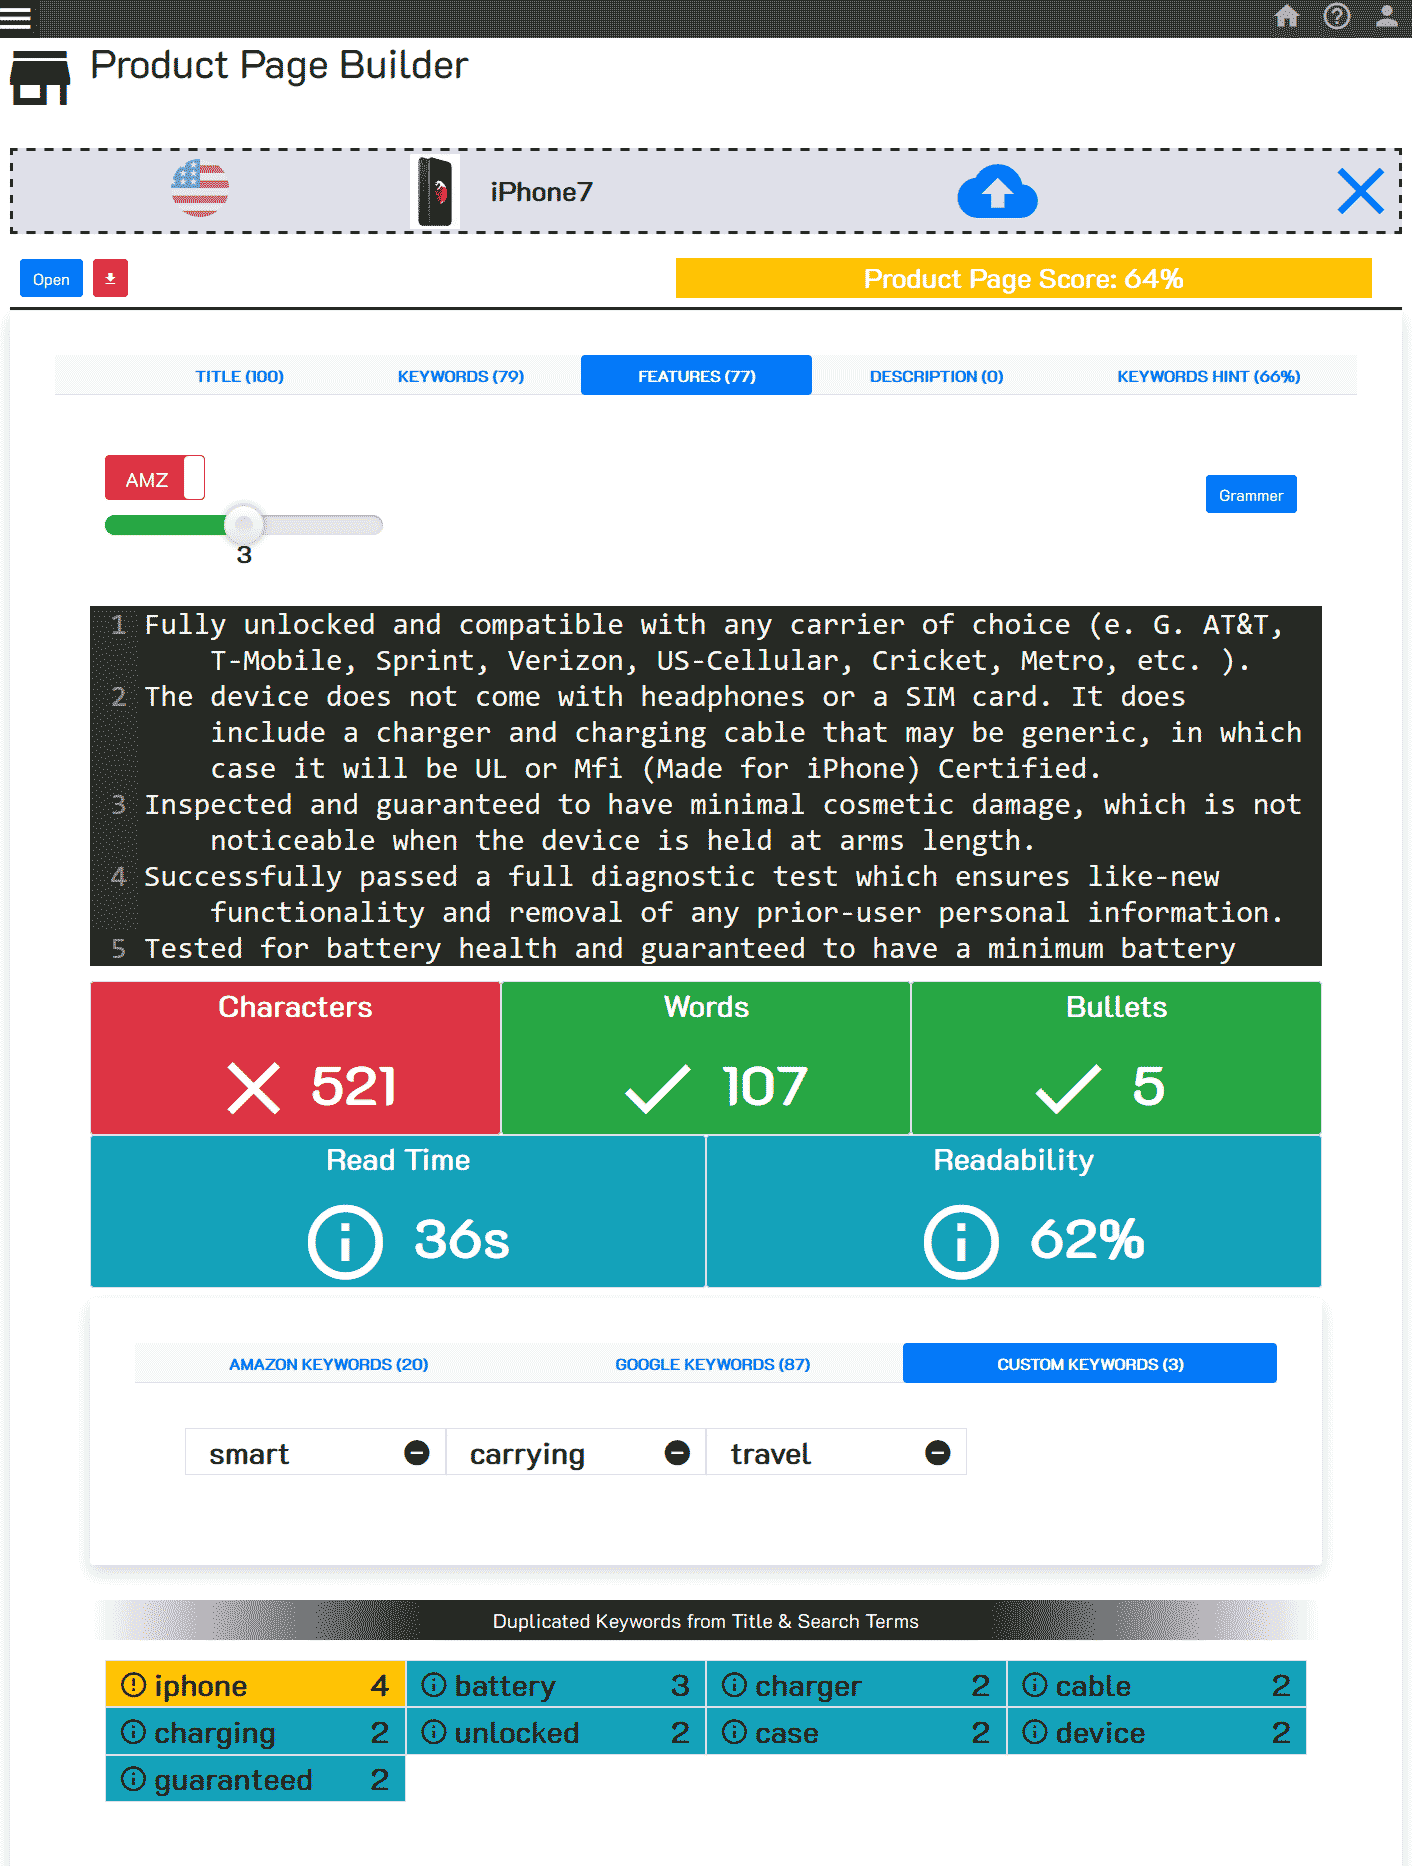 Product Page Builder
iPhone7
Open
Product Page Score: 64%
TITLE (100) KEYWORDS (79) FEATURES (77) DESCRIPTION (0) KEYWORDS HINT (66%)
AMZ
Grammer
3
1 Fully unlocked and compatible with any carrier of choice (e. G. AT&T,
T-Mobile, Sprint, Verizon, US-Cellular, Cricket, Metro, etc. ).
2 The device does not come with headphones or a SIM card. It does
include a charger and charging cable that may be generic, in which
case it will be UL or Mfi (Made for iPhone) Certified.
3 Inspected and guaranteed to have minimal cosmetic damage, which is not
noticeable when the device is held at arms length.
4 Successfully passed a full diagnostic test which ensures like-new
functionality and removal of any prior-user personal information.
5 Tested for battery health and guaranteed to have a minimum battery
Characters Words Bullets
521 107 5
Read Time Readability
36s 62%
AMAZON KEYWORDS (20) GOOGLE KEYWORDS (87) CUSTOM KEYWORDS (3)
smart carrying travel
Duplicated Keywords from Title & Search Terms
iphone 4 battery 3 charger 2 cable 2
charging 2 unlocked 2 case 2 device 2
guaranteed 2